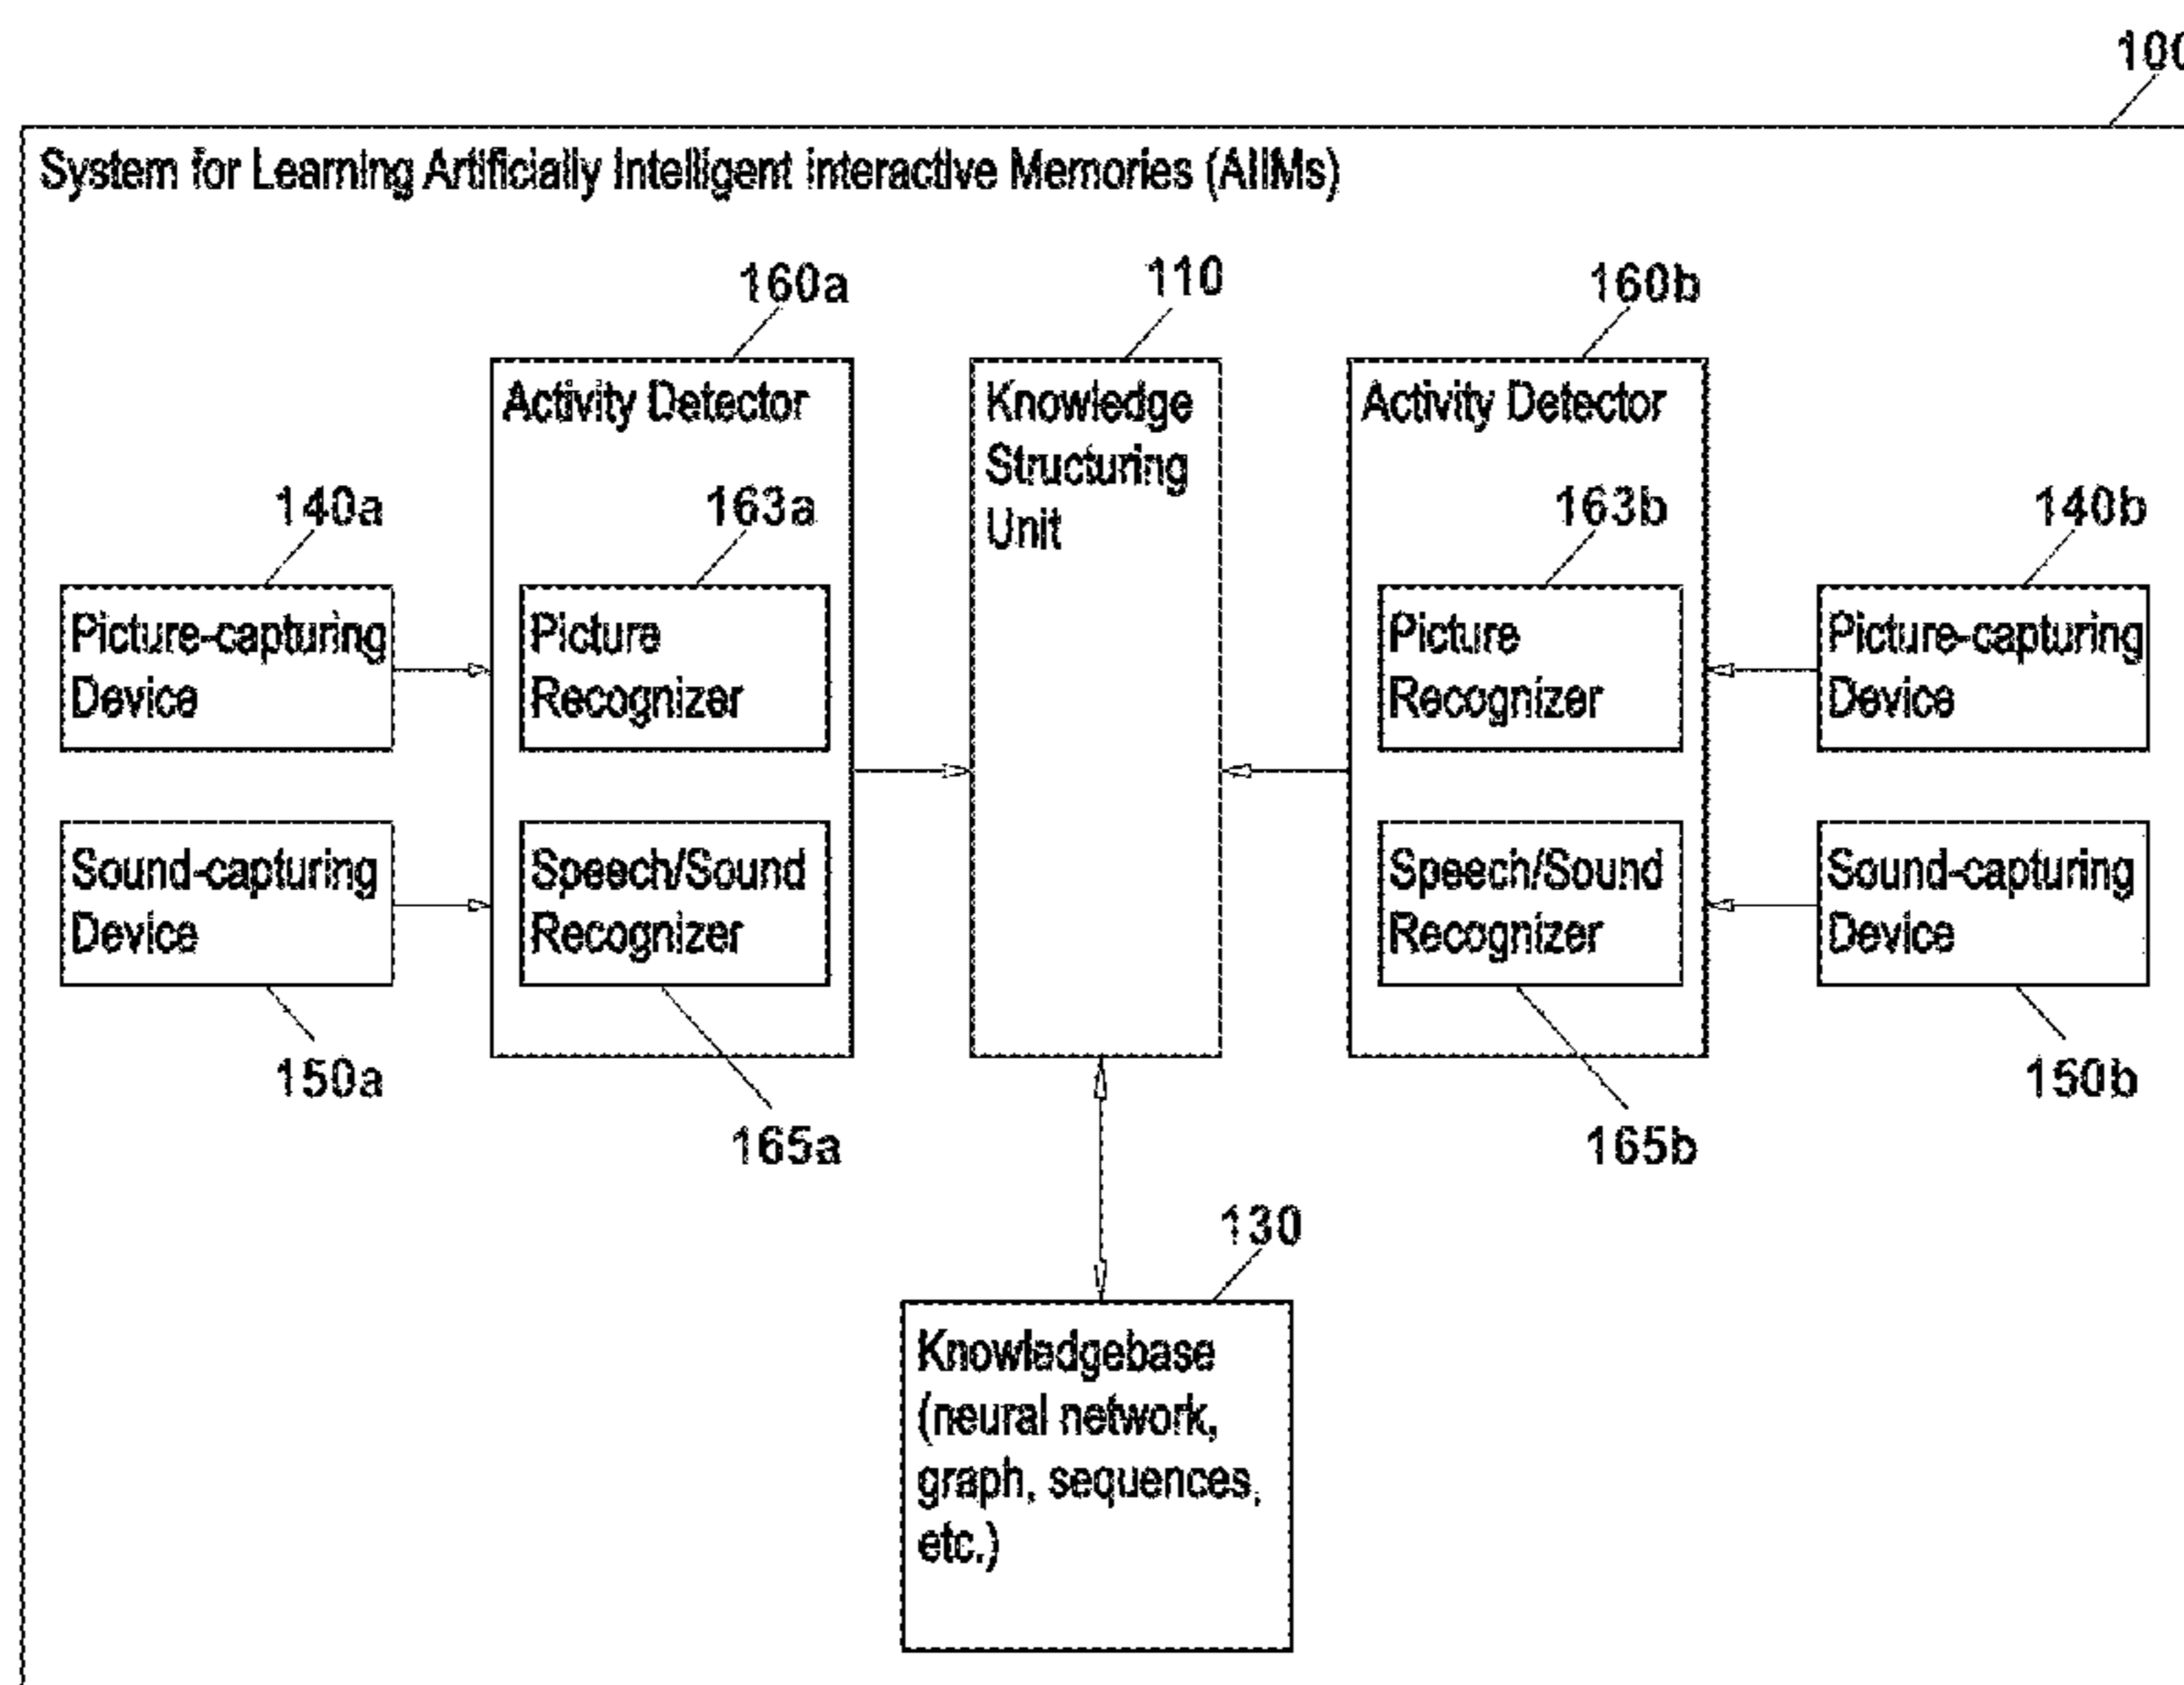 100
System for Learning Artificially Intelligent Interactive Memories (AIIMs)
160a
110
160b
Activity Detector
Knowledge
Structuring
Unit
Activity Detector
140a
163a
163b
140b
Picture-capturing
Device
Picture
Recognizer
Picture
Recognizer
Picture-capturing
Device
Sound-capturing
Device
Speech/Sound
Recognizer
Speech/Sound
Recognizer
Sound-capturing
Device
150a
165a
165b
150b
130
Knowledgebase
(neural network,
graph, sequences,
etc.)